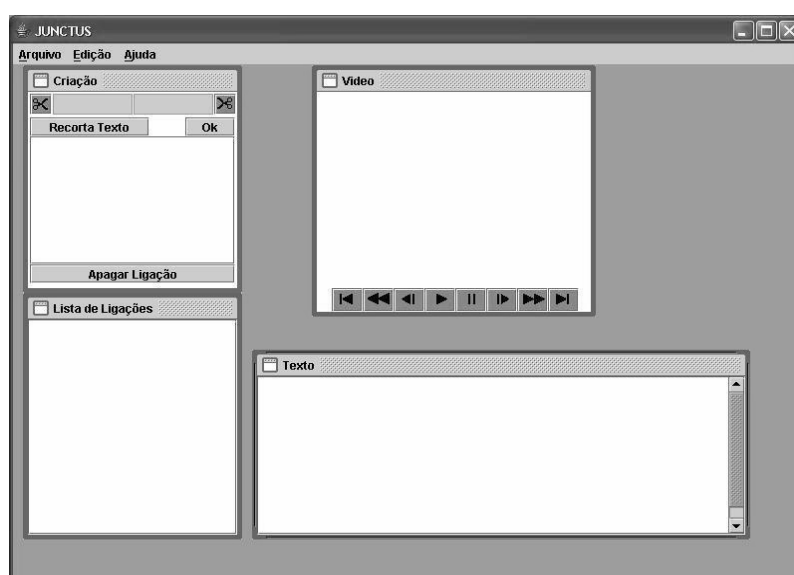 JUNCTUS
Arquivo Edição Ajuda
Criação
Recorta Texto Ok
Apagar Ligação
Lista de Ligações
Video
Texto